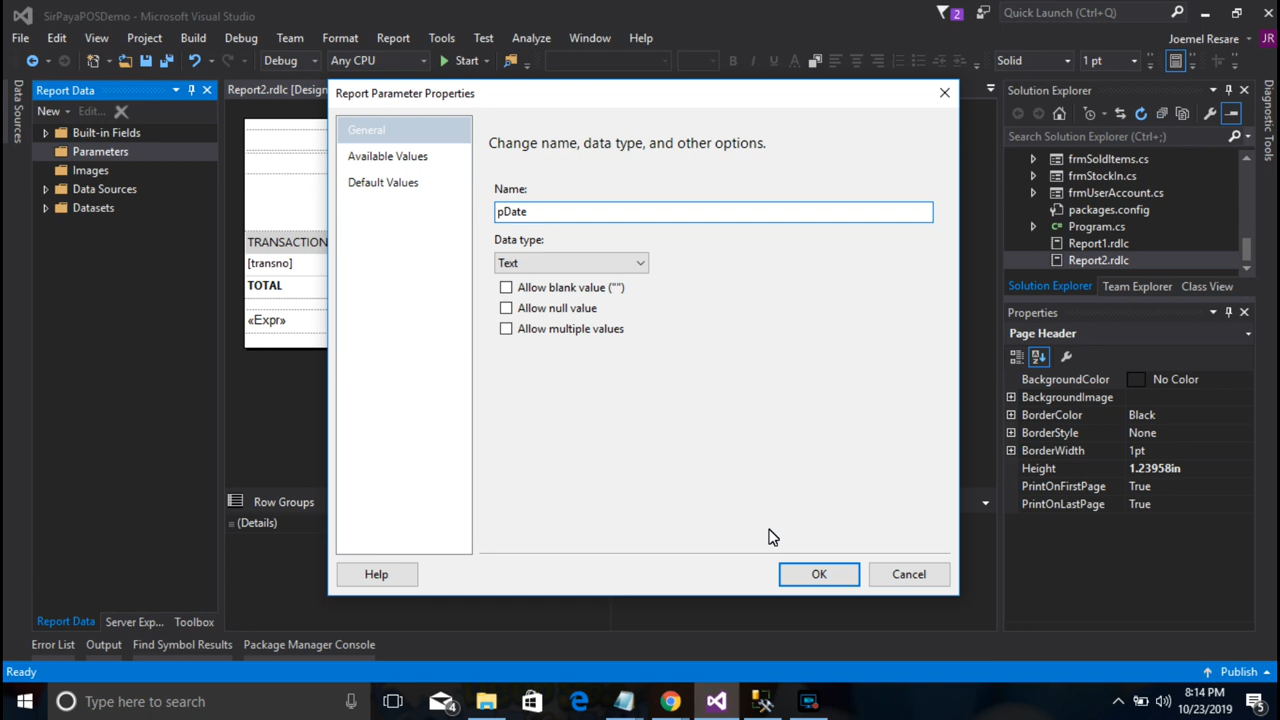 SirPayaPOSDemo - Microsoft Visual Studio
2
Quick Launch (Ctrl+Q)
File Edit View Project Build Debug Team Format Report Tools Test Analyze Window Help
Joemel Resare JR
Debug Any CPU Start Solid 1 pt
Data Sources
Report Data
New Edit...
Built-in Fields
Parameters
Images
Data Sources
Datasets
Report2.rdlc [Design
TRANSACTION
[transno]
TOTAL
«Expr»
Row Groups
(Details)
Report Parameter Properties
General
Available Values
Default Values
Change name, data type, and other options.
Name:
pDate
Data type:
Text
Allow blank value ("")
Allow null value
Allow multiple values
Help
OK Cancel
Solution Explorer
Search Solution Explorer (Ctrl+;)
frmSoldItems.cs
frmStockIn.cs
frmUserAccount.cs
packages.config
C# Program.cs
Report1.rdlc
Report2.rdlc
Solution Explorer Team Explorer Class View
Properties
Page Header
BackgroundColor No Color
BackgroundImage
BorderColor Black
BorderStyle None
BorderWidth 1pt
Height 1.23958in
PrintOnFirstPage True
PrintOnLastPage True
Diagnostic Tools
Report Data Server Exp... Toolbox
Error List Output Find Symbol Results Package Manager Console
Ready
Publish
Type here to search
4
8:14 PM
10/23/2019
5